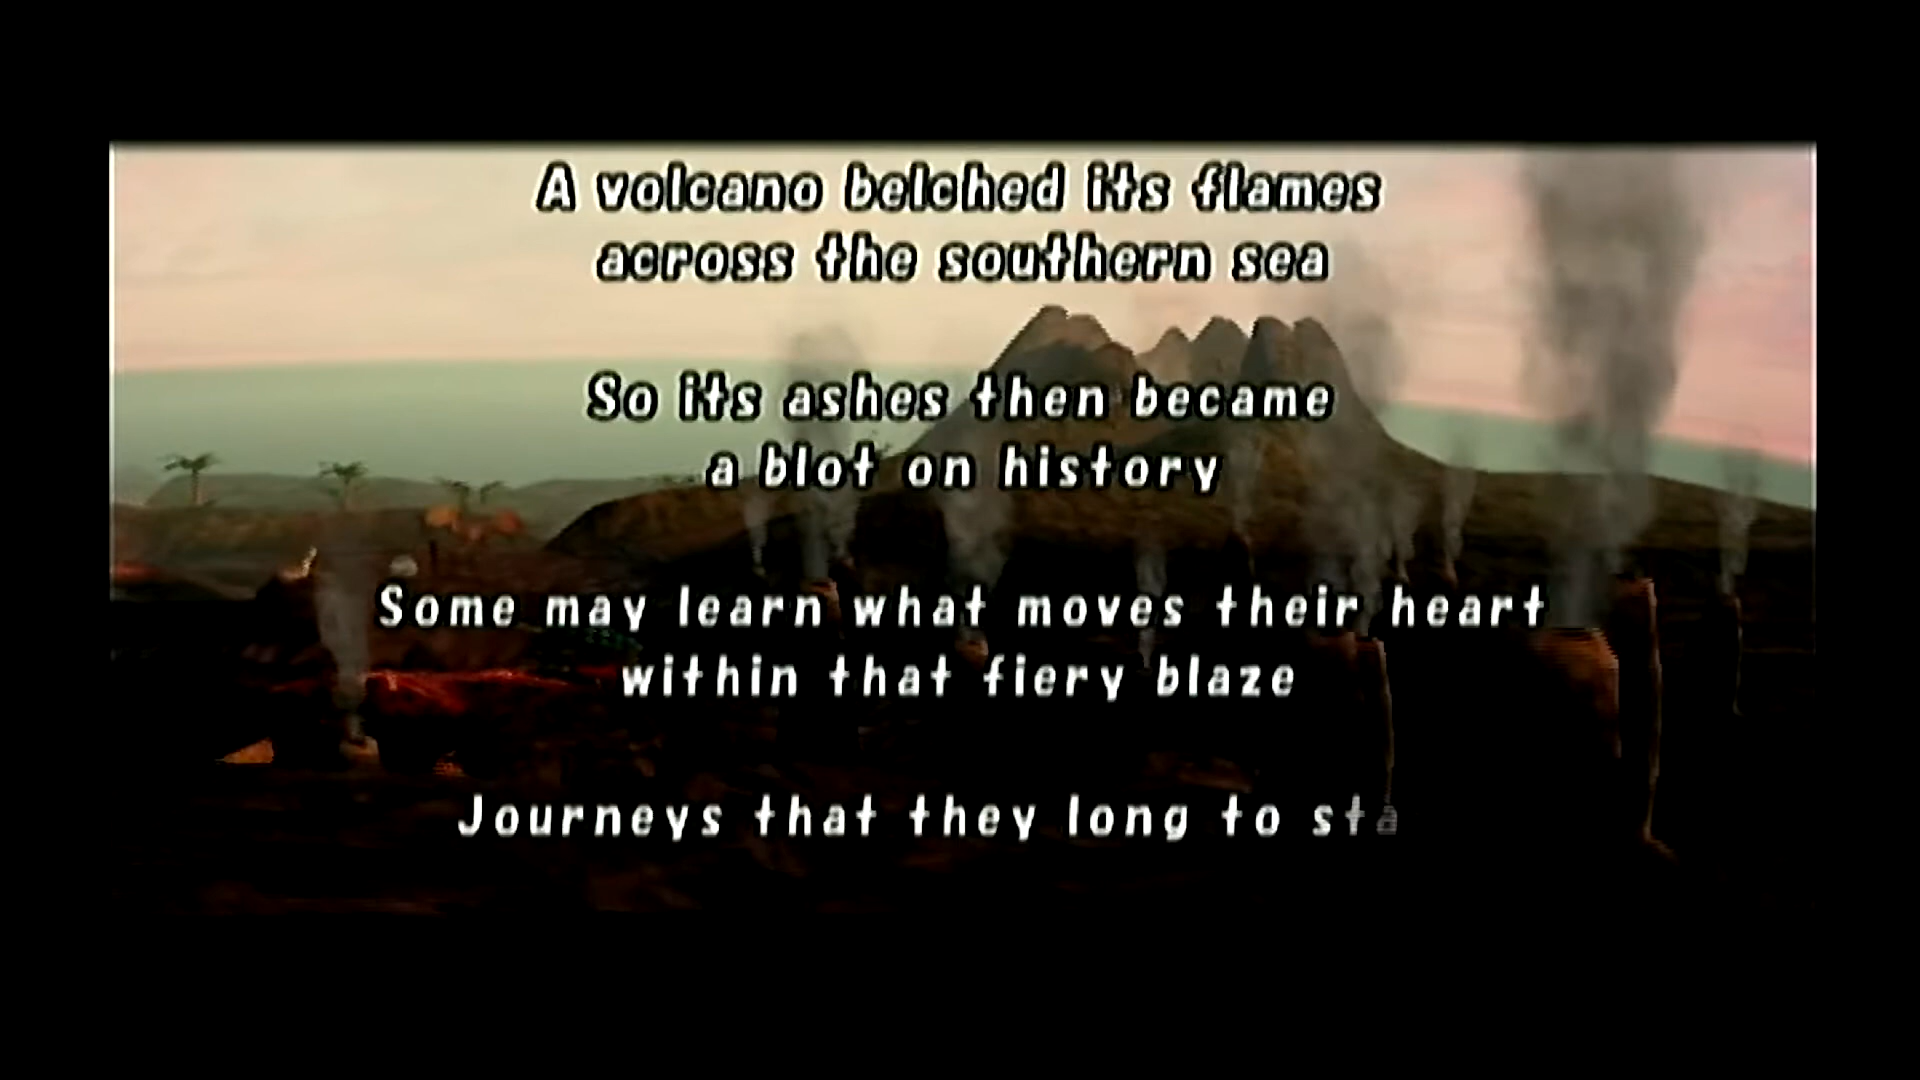 A volcano belched its flames
across the southern sea
So its ashes then became
a blot on history
Some may learn what moves their heart
within that fiery blaze
Journeys that they long to sta